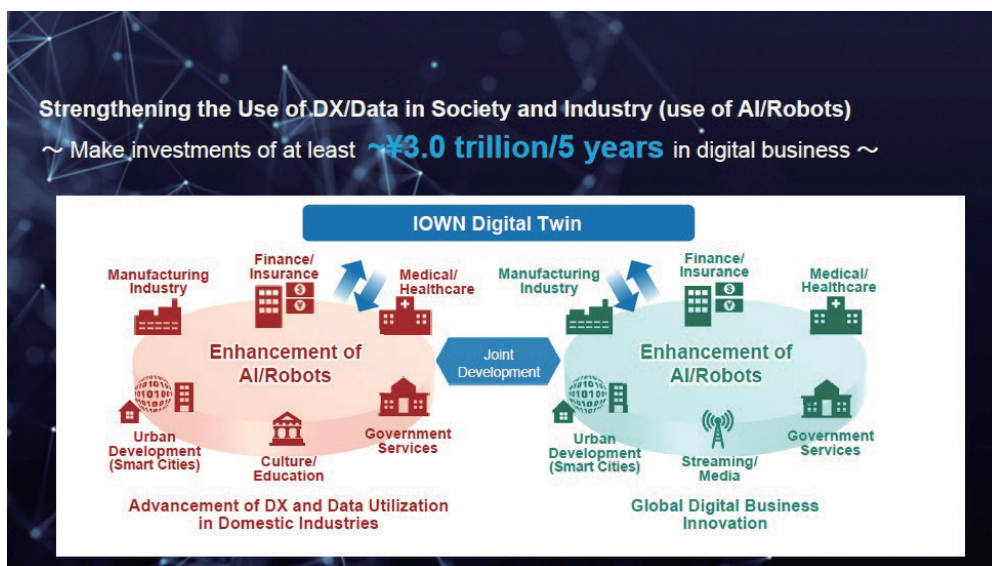 Strengthening the Use of DX/Data in Society and Industry (use of AI/Robots)
～ Make investments of at least ~¥3.0 trillion/5 years in digital business ～
IOWN Digital Twin
Manufacturing
Industry
Finance/
Insurance
$
¥
Medical/
Healthcare
Enhancement of
AI/Robots
Urban
Development
(Smart Cities)
Culture/
Education
Government
Services
Advancement of DX and Data Utilization
in Domestic Industries
Joint
Development
Manufacturing
Industry
Finance/
Insurance
$
¥
Medical/
Healthcare
Enhancement of
AI/Robots
Urban
Development
(Smart Cities)
Streaming/
Media
Government
Services
Global Digital Business
Innovation